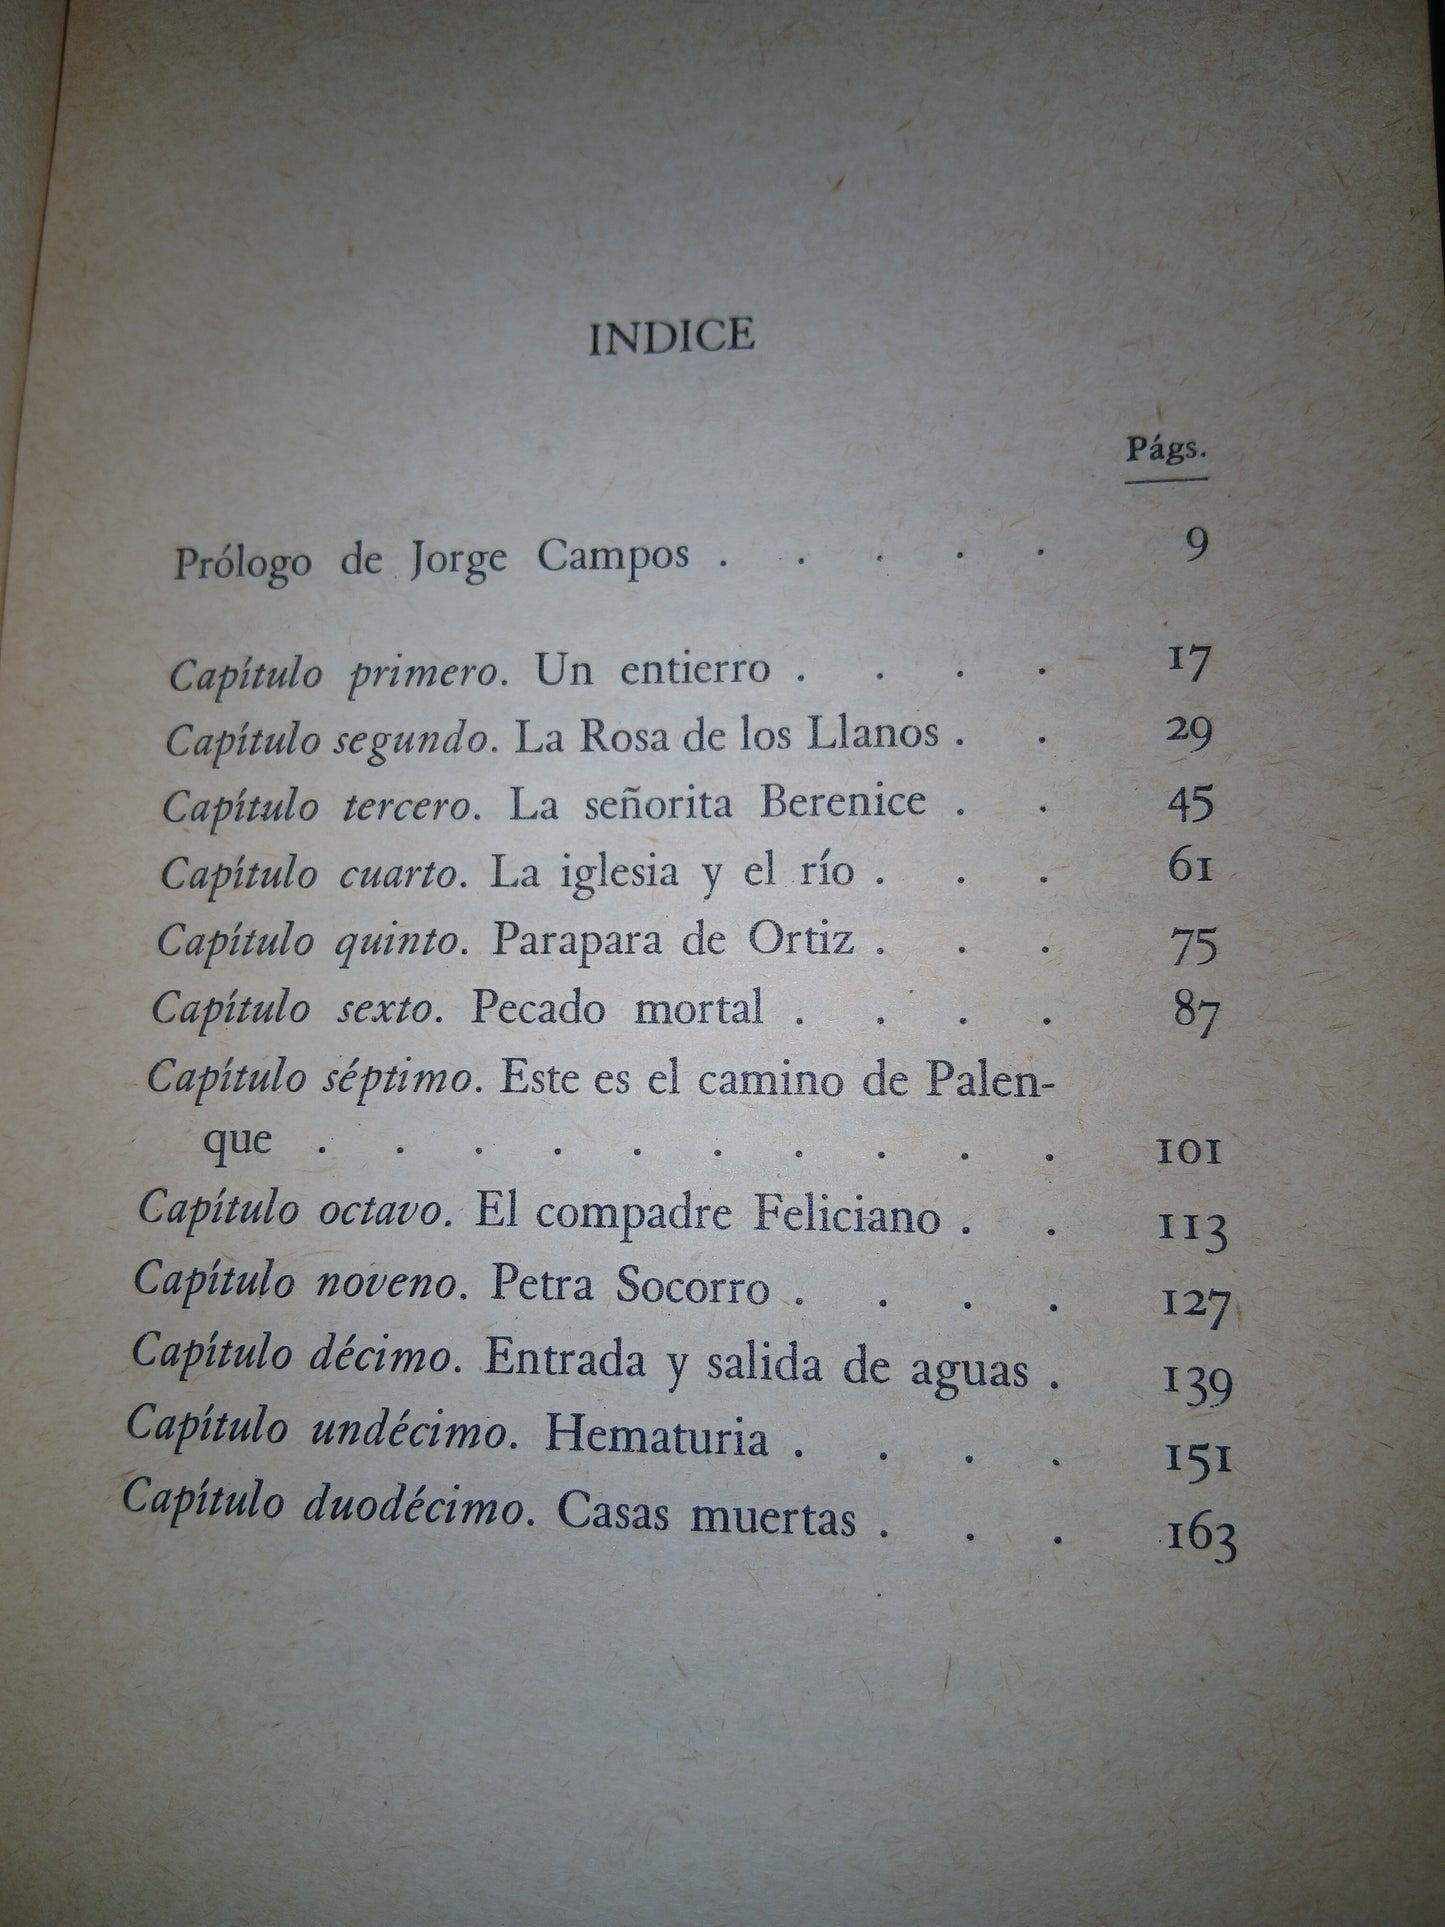 INDICE
Págs.
Prólogo de Jorge Campos . . . . . 9
Capítulo primero. Un entierro . . . . 17
Capítulo segundo. La Rosa de los Llanos . . 29
Capítulo tercero. La señorita Berenice . . 45
Capítulo cuarto. La iglesia y el río . . . 61
Capítulo quinto. Parapara de Ortiz . . . 75
Capítulo sexto. Pecado mortal . . . . 87
Capítulo séptimo. Este es el camino de Palen-
que . . . . . . . . . . 101
Capítulo octavo. El compadre Feliciano . . 113
Capítulo noveno. Petra Socorro . . . . 127
Capítulo décimo. Entrada y salida de aguas . 139
Capítulo undécimo. Hematuria . . . . 151
Capítulo duodécimo. Casas muertas . . . 163